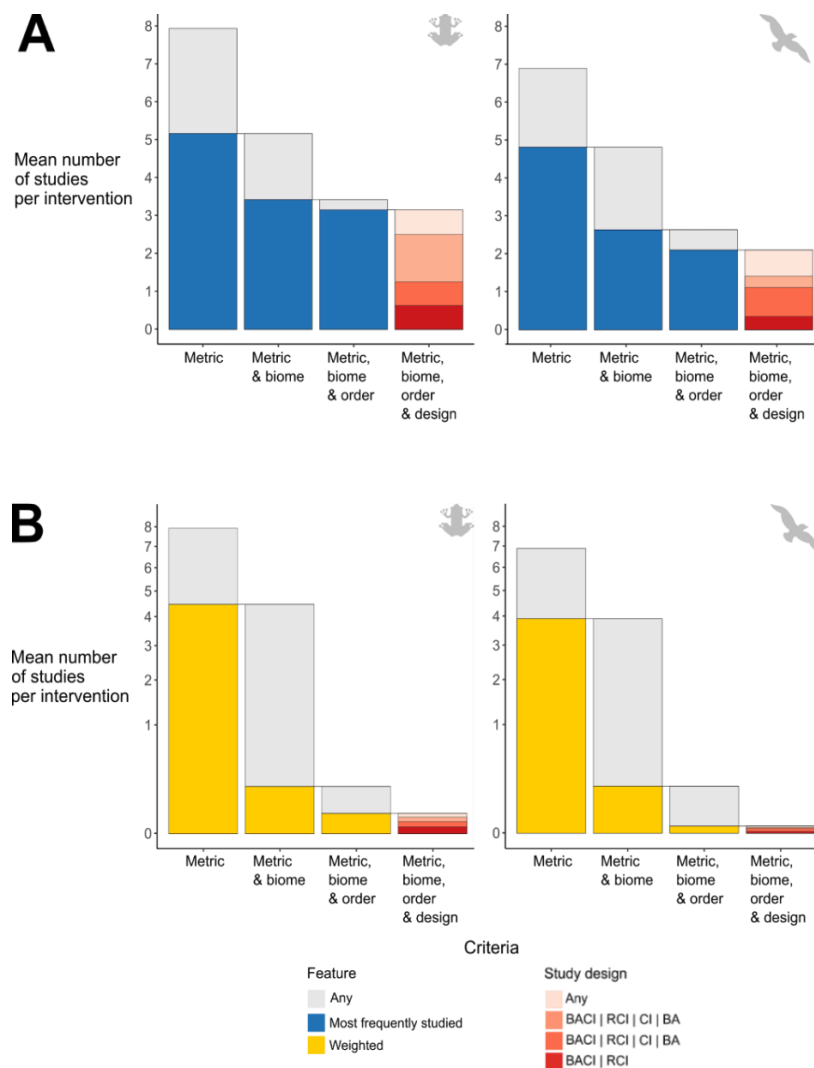 A
8
7
6
5
4
3
2
1
0
Mean number
of studies
per intervention
Metric
Metric
& biome
Metric,
biome
& order
Metric,
biome,
order
& design
8
7
6
5
4
3
2
1
0
Metric
Metric
& biome
Metric,
biome
& order
Metric,
biome,
order
& design
B
8
7
6
5
4
3
2
1
0
Mean number
of studies
per intervention
Metric
Metric
& biome
Metric,
biome
& order
Metric,
biome,
order
& design
8
7
6
5
4
3
2
1
0
Metric
Metric
& biome
Metric,
biome
& order
Metric,
biome,
order
& design
Criteria
Feature
Any
Most frequently studied
Weighted
Study design
Any
BACI | RCI | CI | BA
BACI | RCI | CI | BA
BACI | RCI